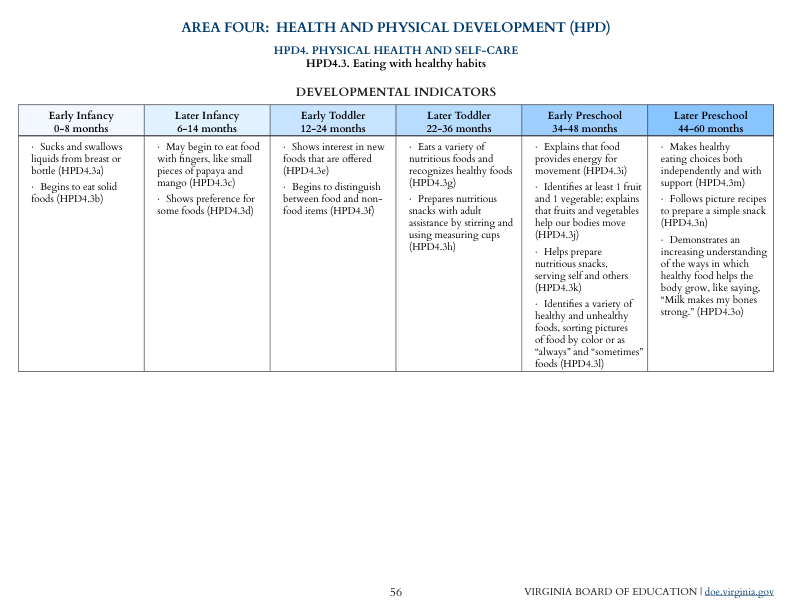 AREA FOUR:  HEALTH AND PHYSICAL DEVELOPMENT (HPD)
HPD4. PHYSICAL HEALTH AND SELF-CARE
HPD4.3. Eating with healthy habits
DEVELOPMENTAL INDICATORS
Early Infancy
0–8 months
Later Infancy
6–14 months
Early Toddler
12–24 months
Later Toddler
22–36 months
Early Preschool
34–48 months
Later Preschool
44–60 months
· Sucks and swallows
liquids from breast or
bottle (HPD4.3a)
· Begins to eat solid
foods (HPD4.3b)
· May begin to eat food
with fingers, like small
pieces of papaya and
mango (HPD4.3c)
· Shows preference for
some foods (HPD4.3d)
· Shows interest in new
foods that are offered
(HPD4.3e)
· Begins to distinguish
between food and non-
food items (HPD4.3f)
· Eats a variety of
nutritious foods and
recognizes healthy foods
(HPD4.3g)
· Prepares nutritious
snacks with adult
assistance by stirring and
using measuring cups
(HPD4.3h)
· Explains that food
provides energy for
movement (HPD4.3i)
· Identifies at least 1 fruit
and 1 vegetable; explains
that fruits and vegetables
help our bodies move
(HPD4.3j)
· Helps prepare
nutritious snacks,
serving self and others
(HPD4.3k)
· Identifies a variety of
healthy and unhealthy
foods, sorting pictures
of food by color or as
“always” and “sometimes”
foods (HPD4.3l)
· Makes healthy
eating choices both
independently and with
support (HPD4.3m)
· Follows picture recipes
to prepare a simple snack
(HPD4.3n)
· Demonstrates an
increasing understanding
of the ways in which
healthy food helps the
body grow, like saying,
“Milk makes my bones
strong.” (HPD4.3o)
56
VIRGINIA BOARD OF EDUCATION | doe.virginia.gov